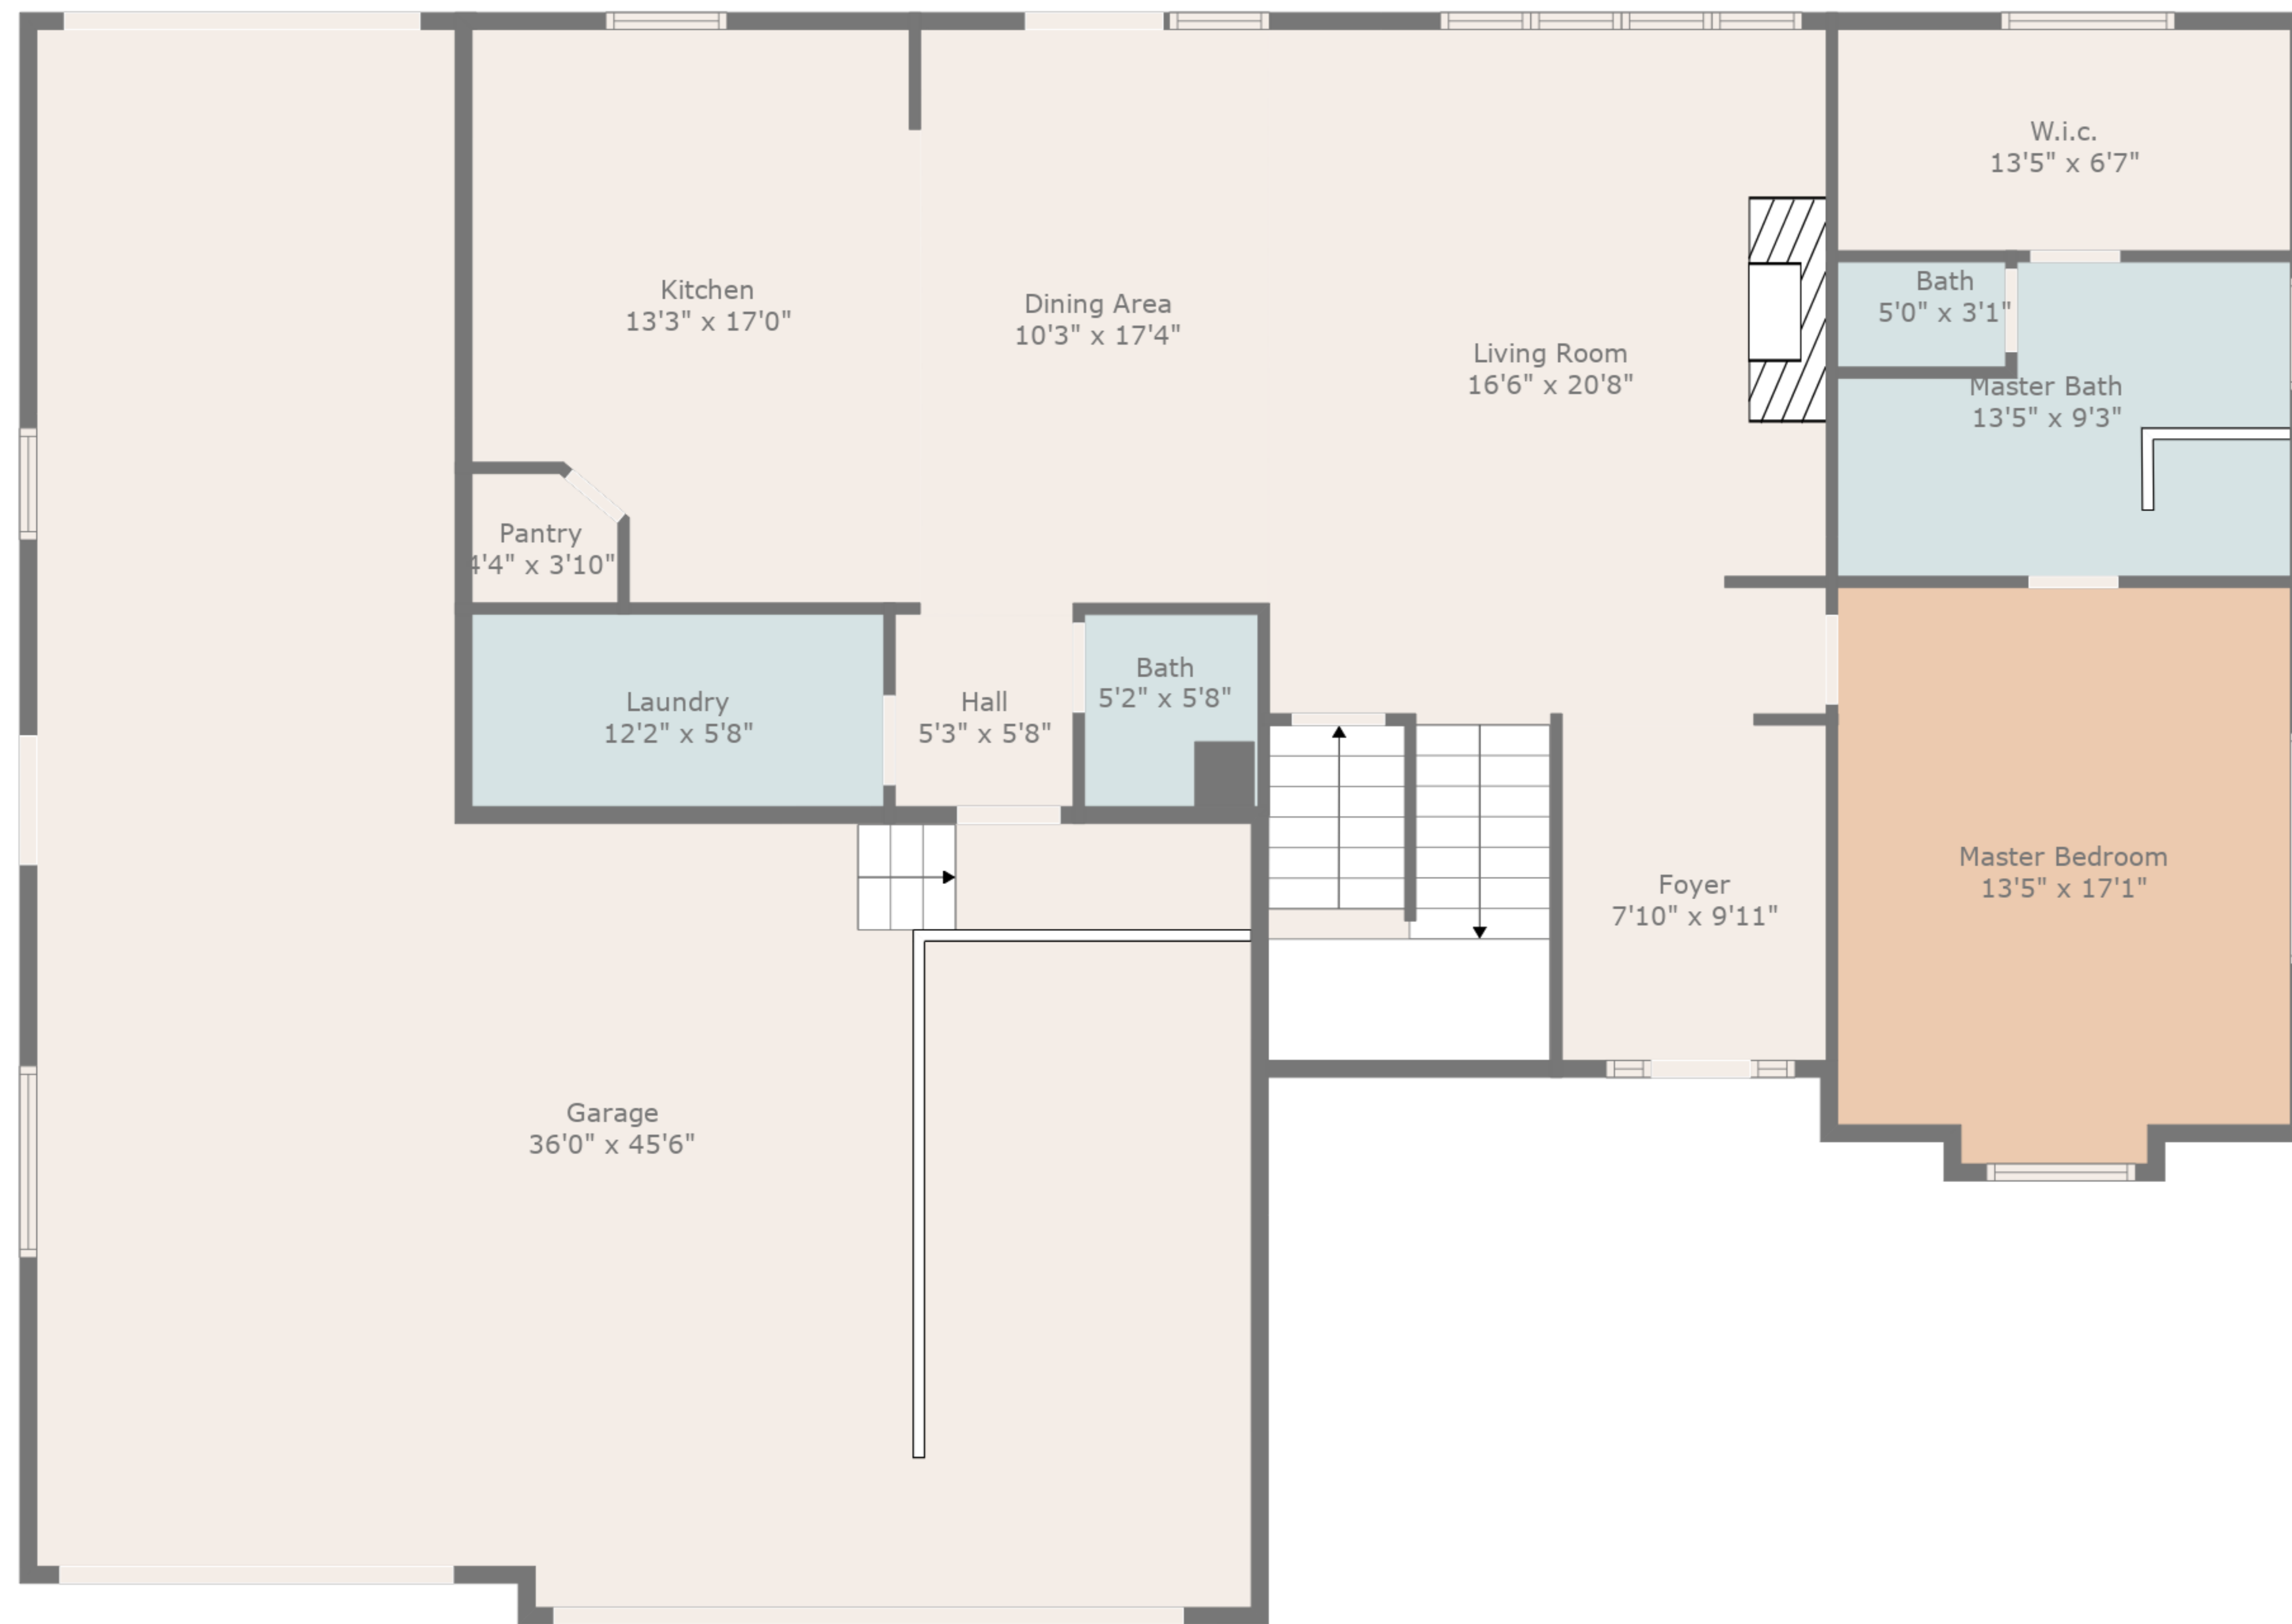 W.i.c.
13'5" x 6'7"
Bath
5'0" x 3'1"
Kitchen
13'3" x 17'0"
Dining Area
10'3" x 17'4"
Living Room
16'6" x 20'8"
Master Bath
13'5" x 9'3"
Pantry
4'4" x 3'10"
Laundry
12'2" x 5'8"
Hall
5'3" x 5'8"
Bath
5'2" x 5'8"
Master Bedroom
13'5" x 17'1"
Foyer
7'10" x 9'11"
Garage
36'0" x 45'6"